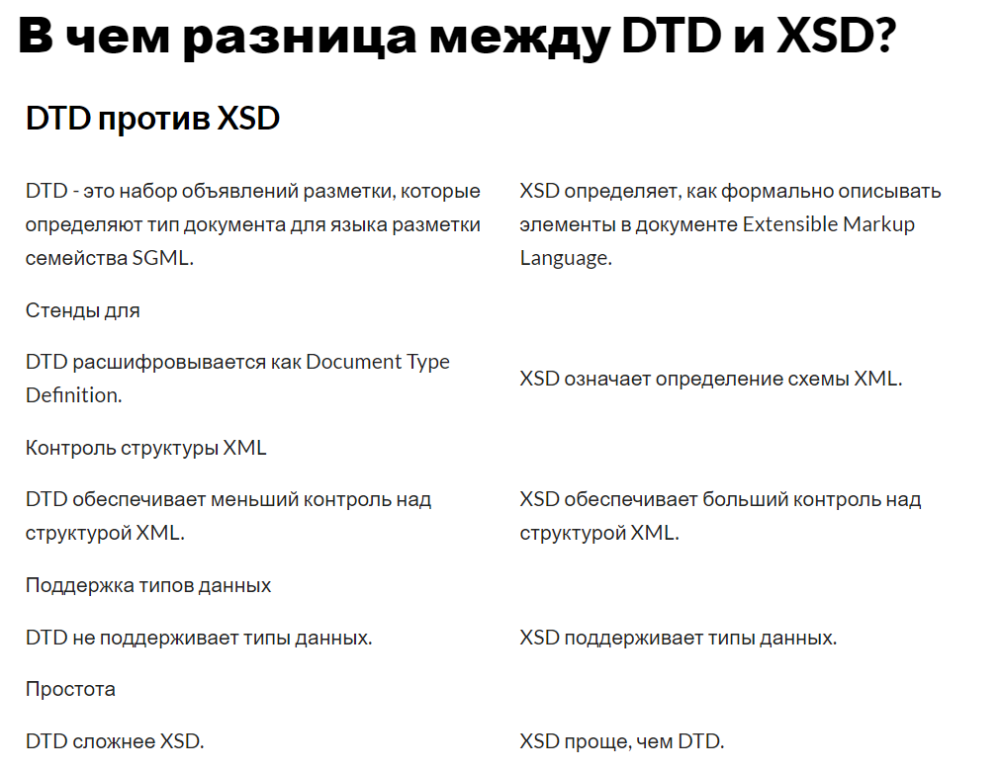 В чем разница между DTD и XSD?
DTD против XSD
DTD - это набор объявлений разметки, которые
определяют тип документа для языка разметки
семейства SGML.
XSD определяет, как формально описывать
элементы в документе Extensible Markup
Language.
Стенды для
DTD расшифровывается как Document Type
Definition.
XSD означает определение схемы XML.
Контроль структуры XML
DTD обеспечивает меньший контроль над
структурой XML.
XSD обеспечивает больший контроль над
структурой XML.
Поддержка типов данных
DTD не поддерживает типы данных.
XSD поддерживает типы данных.
Простота
DTD сложнее XSD.
XSD проще, чем DTD.